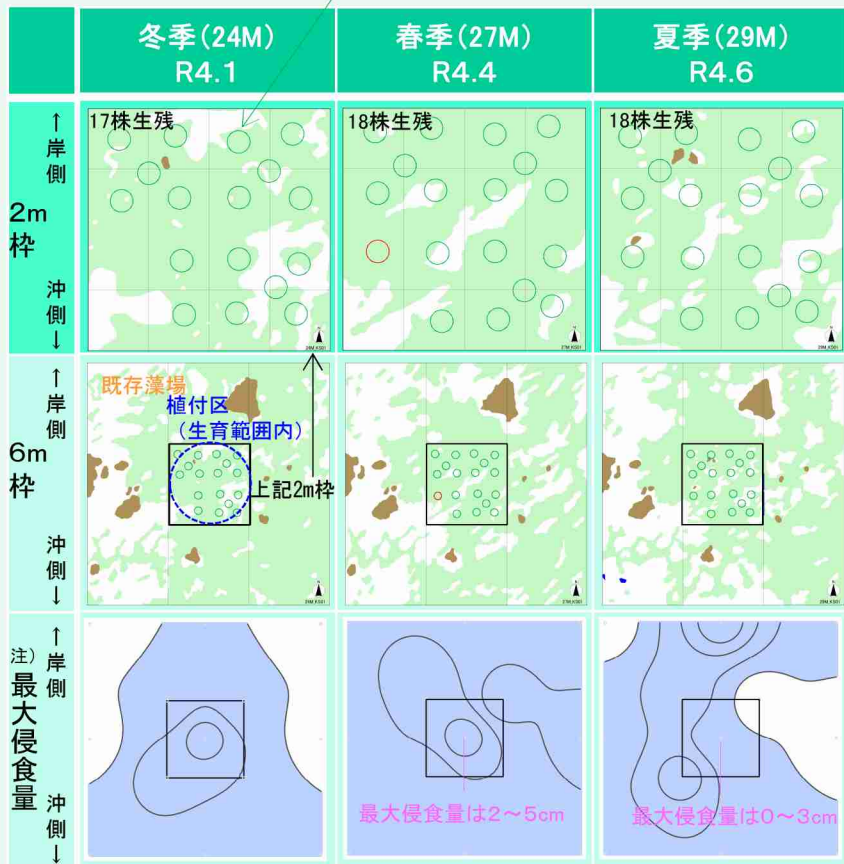 冬季(24M)
R4.1
春季(27M)
R4.4
夏季(29M)
R4.6
↑岸側
2m枠
沖側↓
17株生残
18株生残
18株生残
↑岸側
6m枠
沖側↓
既存藻場
植付区
(生育範囲内)
上記2m枠
↑岸側
注)最大侵食量
沖側↓
最大侵食量は2~5cm
最大侵食量は0~3cm